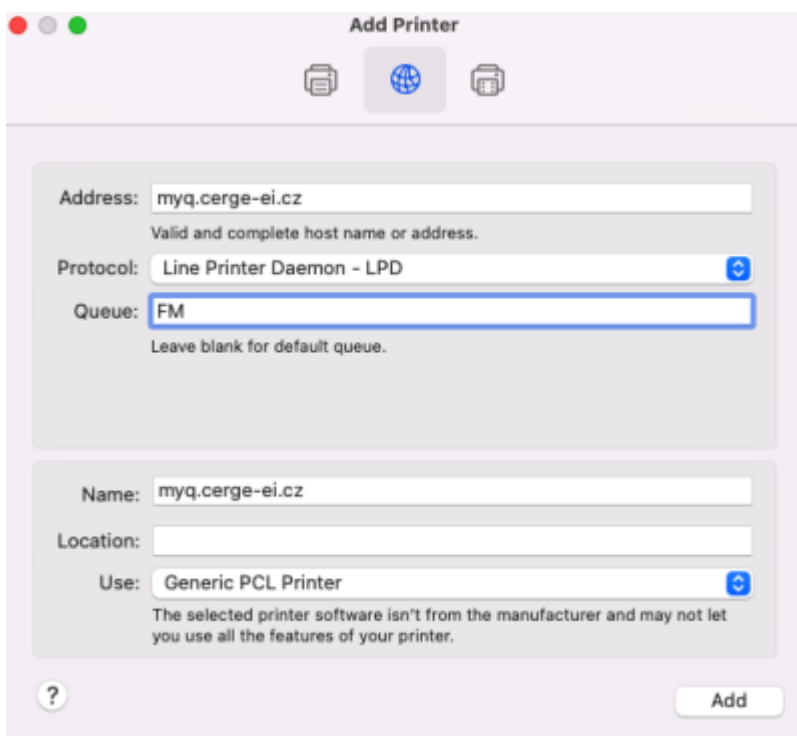 Add Printer
Address: myq.cerge-ei.cz
Valid and complete host name or address.
Protocol: Line Printer Daemon - LPD
Queue: FM
Leave blank for default queue.
Name: myq.cerge-ei.cz
Location:
Use: Generic PCL Printer
The selected printer software isn't from the manufacturer and may not let
you use all the features of your printer.
? Add